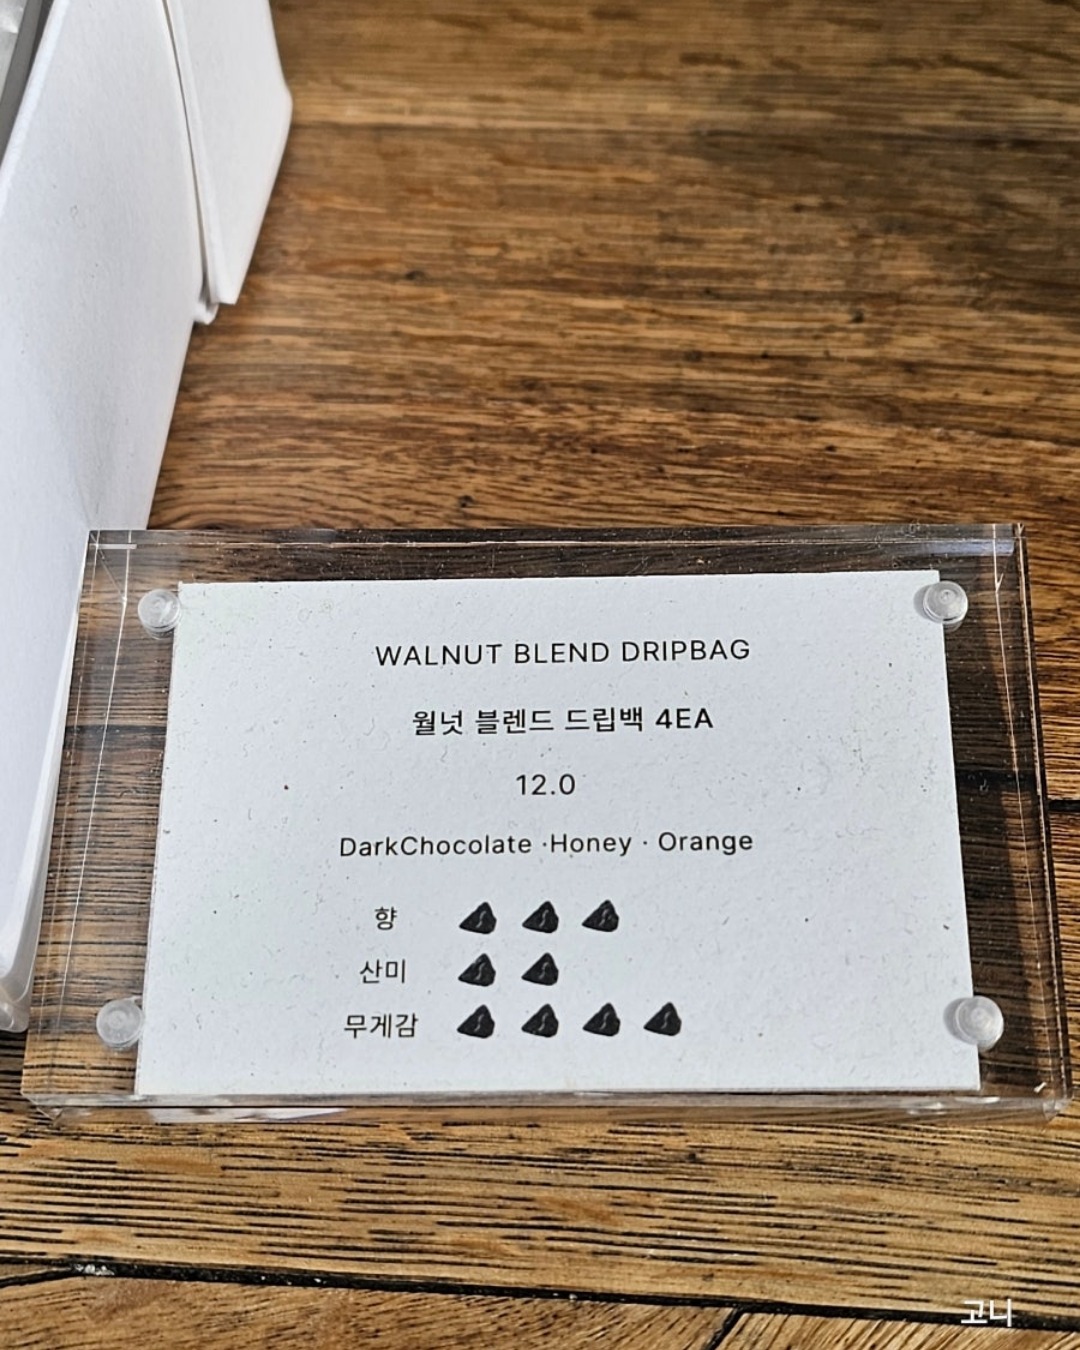 WALNUT BLEND DRIPBAG
월넛 블렌드 드립백 4EA
12.0
DarkChocolate ·Honey · Orange
향
산미
무게감
고니